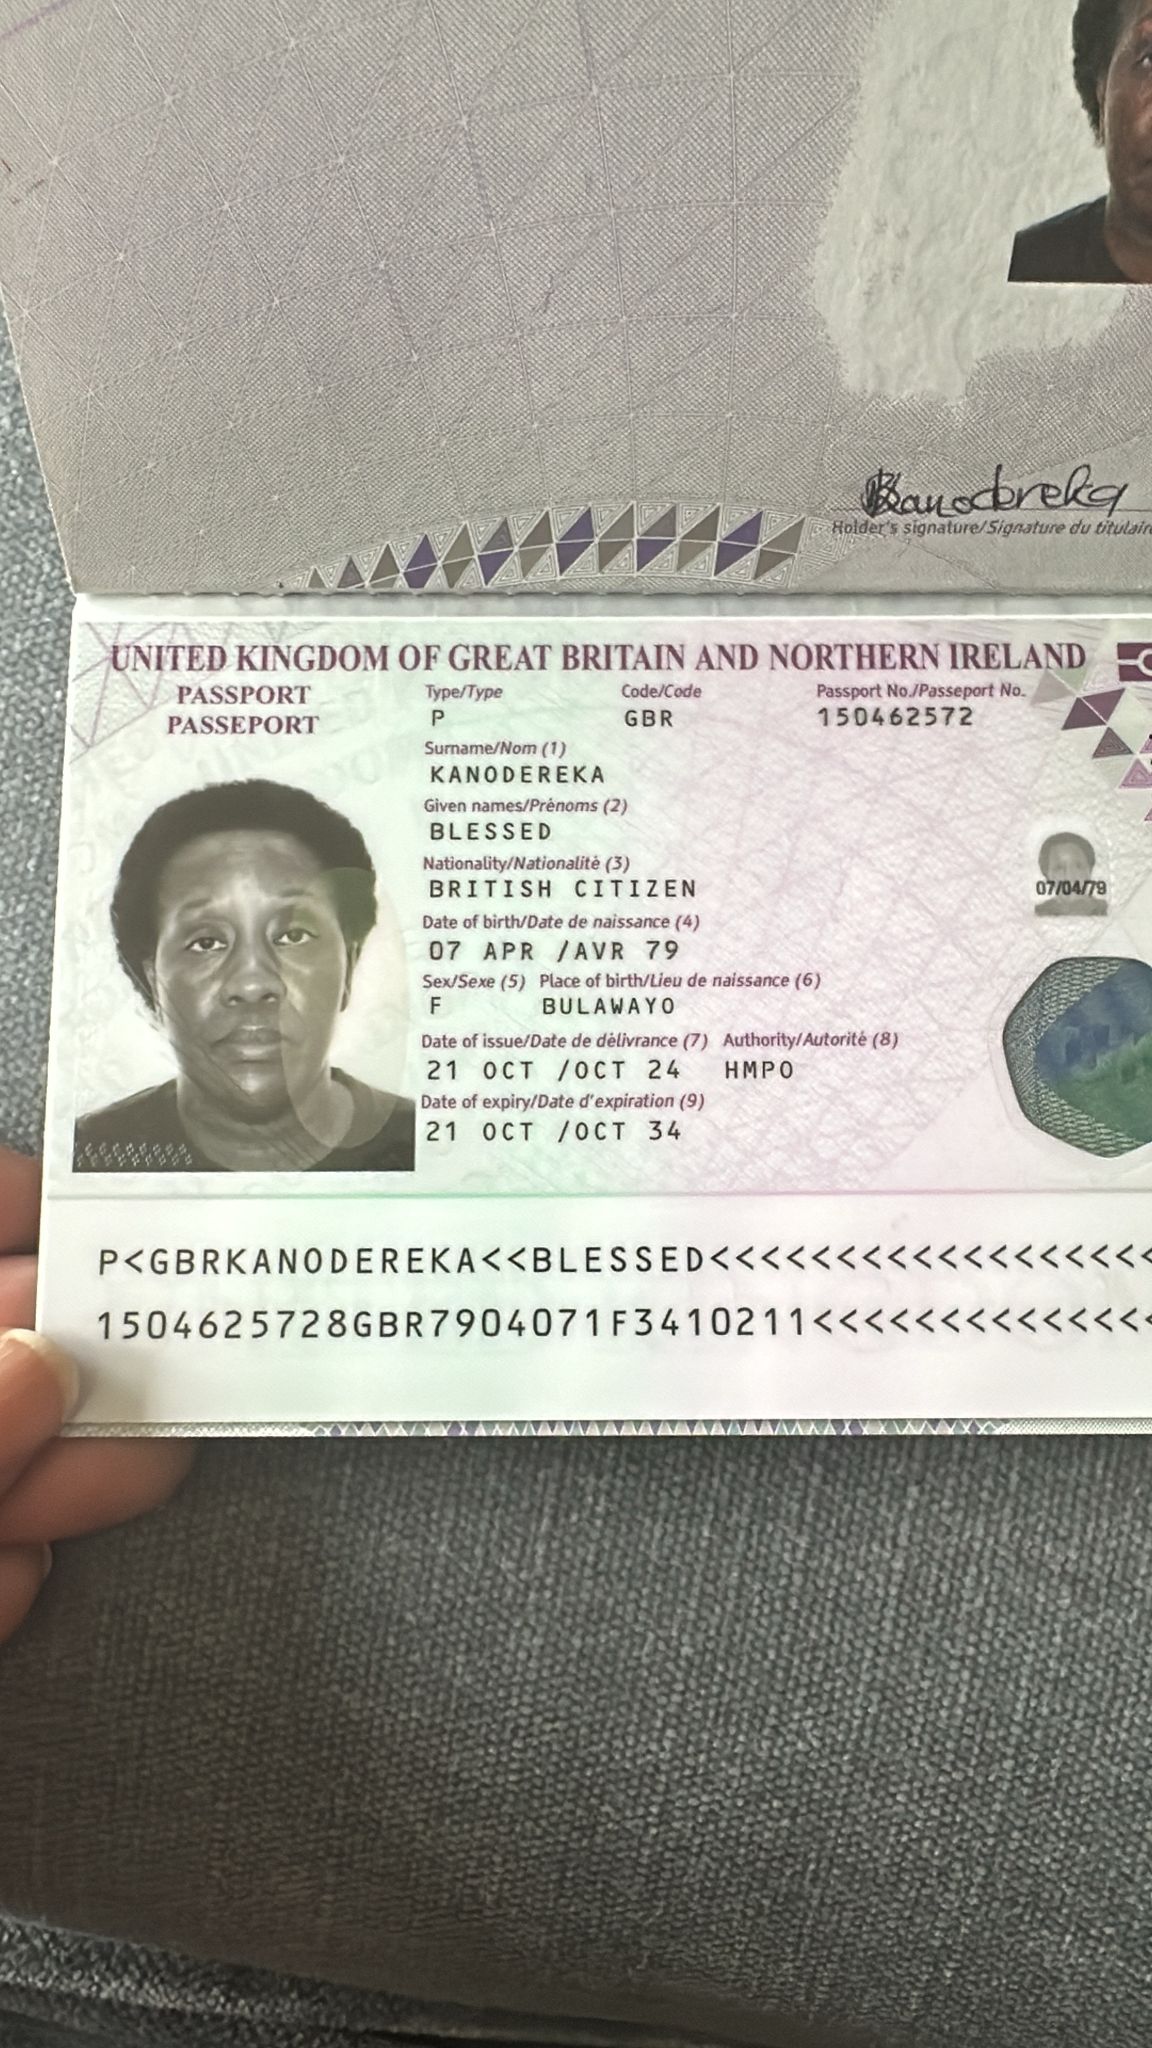 Kanodereka
Holder's signature/Signature du titulaire
UNITED KINGDOM OF GREAT BRITAIN AND NORTHERN IRELAND
PASSPORT
PASSEPORT
Type/Type Code/Code Passport No./Passeport No.
P GBR 150462572
Surname/Nom (1)
KANODEREKA
Given names/Prénoms (2)
BLESSED
Nationality/Nationalité (3)
BRITISH CITIZEN
07/04/79
Date of birth/Date de naissance (4)
07 APR /AVR 79
Sex/Sexe (5) Place of birth/Lieu de naissance (6)
F BULAWAYO
Date of issue/Date de délivrance (7) Authority/Autorité (8)
21 OCT /OCT 24 HMPO
Date of expiry/Date d'expiration (9)
21 OCT /OCT 34
P<GBRKANODEREKA<<BLESSED<<<<<<<<<<<<<<<<<
1504625728GBR7904071F3410211<<<<<<<<<<<<<